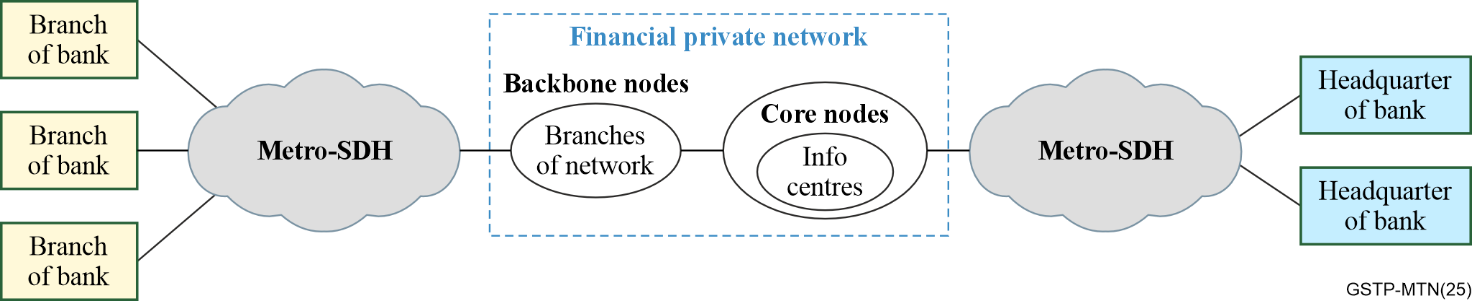 Branch
of bank
Branch
of bank
Branch
of bank
Metro-SDH
Financial private network
Backbone nodes
Branches
of network
Core nodes
Info
centres
Metro-SDH
Headquarter
of bank
Headquarter
of bank
GSTP-MTN(25)